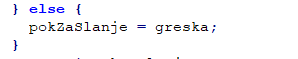 } else {
pokZaSlanje = greska;
}